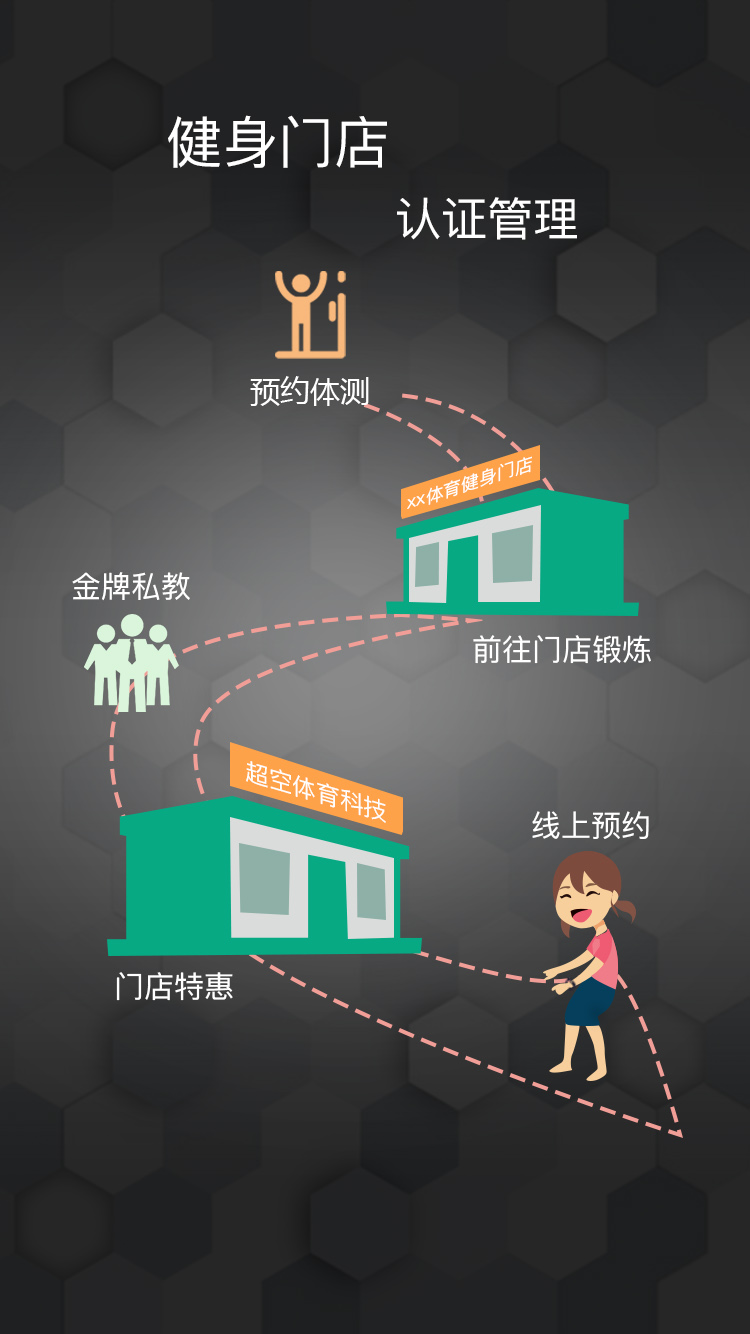 健身门店
认证管理
预约体测
xx体育健身门店
金牌私教
前往门店锻炼
超空体育科技
线上预约
门店特惠